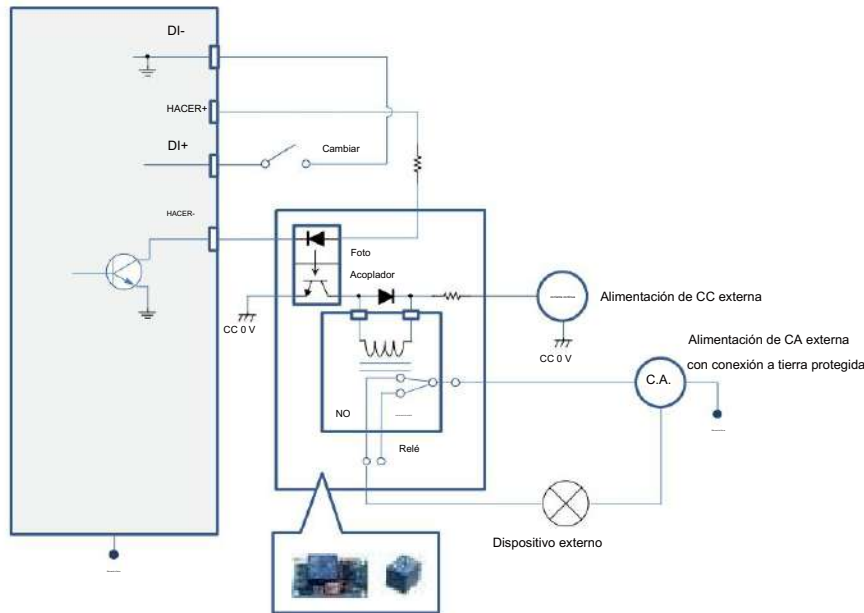 DI-
HACER+
DI+
Cambiar
HACER-
Foto
Acoplador
Alimentación de CC externa
CC 0 V
CC 0 V
Alimentación de CA externa
con conexión a tierra protegida
C.A.
NO
Relé
Dispositivo externo